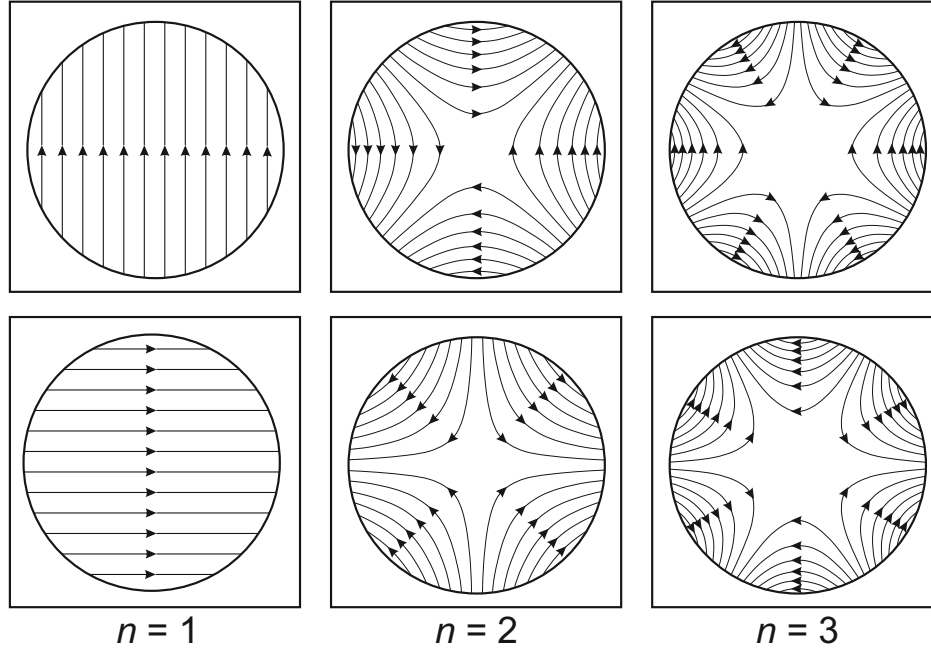 n = 1 n = 2 n = 3